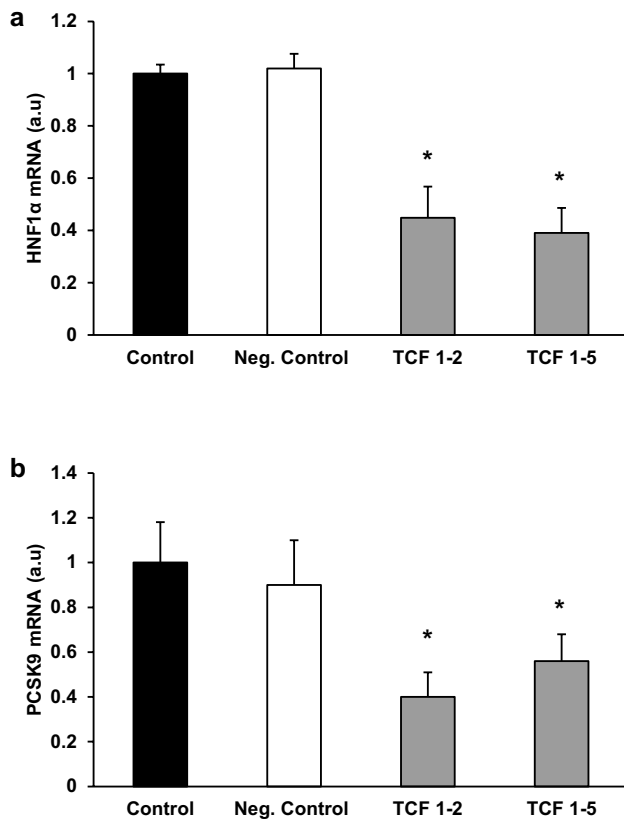 a
HNF1α mRNA (a.u)
1.2
1
0.8
0.6
0.4
0.2
0
*
*
Control
Neg. Control
TCF 1-2
TCF 1-5
b
PCSK9 mRNA (a.u)
1.4
1.2
1
0.8
0.6
0.4
0.2
0
*
*
Control
Neg. Control
TCF 1-2
TCF 1-5